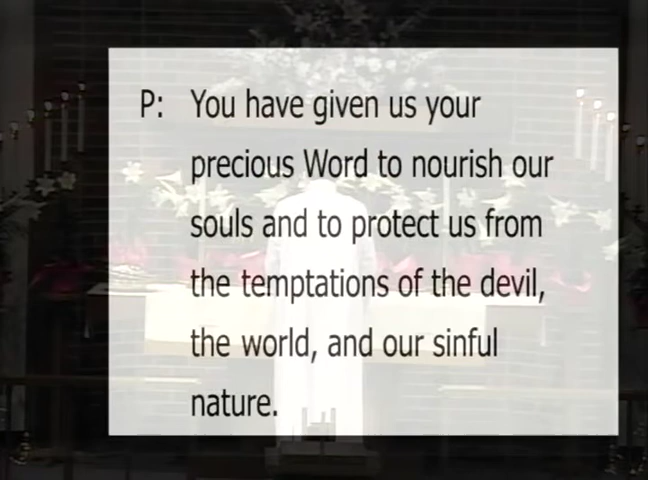 P: You have given us your
precious Word to nourish our
souls and to protect us from
the temptations of the devil,
the world, and our sinful
nature.